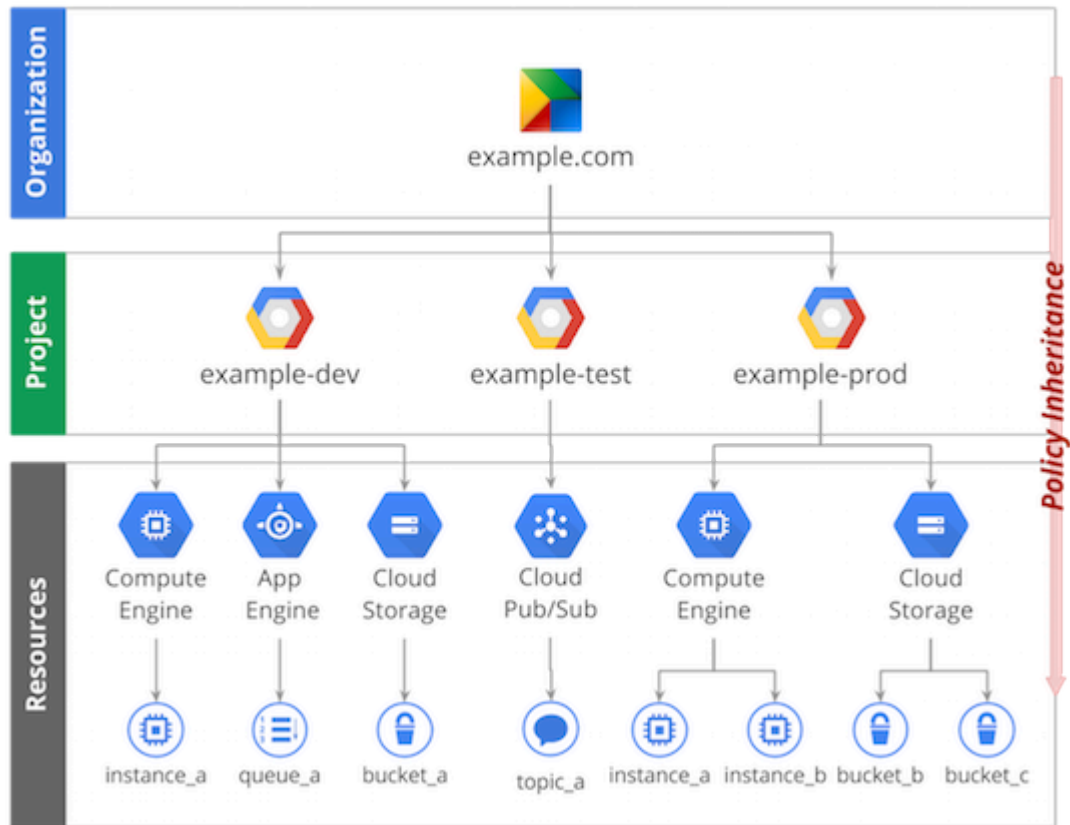 Organization
example.com
Project
example-dev
example-test
example-prod
Policy Inheritance
Resources
Compute
Engine
App
Engine
Cloud
Storage
Cloud
Pub/Sub
Compute
Engine
Cloud
Storage
instance_a
queue_a
bucket_a
topic_a
instance_a
instance_b
bucket_b
bucket_c